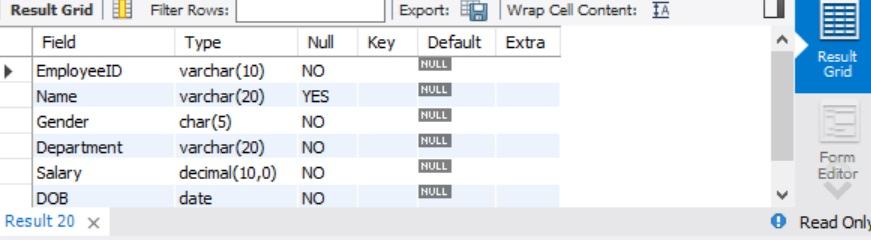 Result Grid Filter Rows: Export: Wrap Cell Content: IA
Field Type Null Key Default Extra
EmployeeID varchar(10) NO NULL
Name varchar(20) YES NULL
Gender char(5) NO NULL
Department varchar(20) NO NULL
Salary decimal(10,0) NO NULL
DOB date NO NULL
Result Grid
Form Editor
Result 20 × Read Only